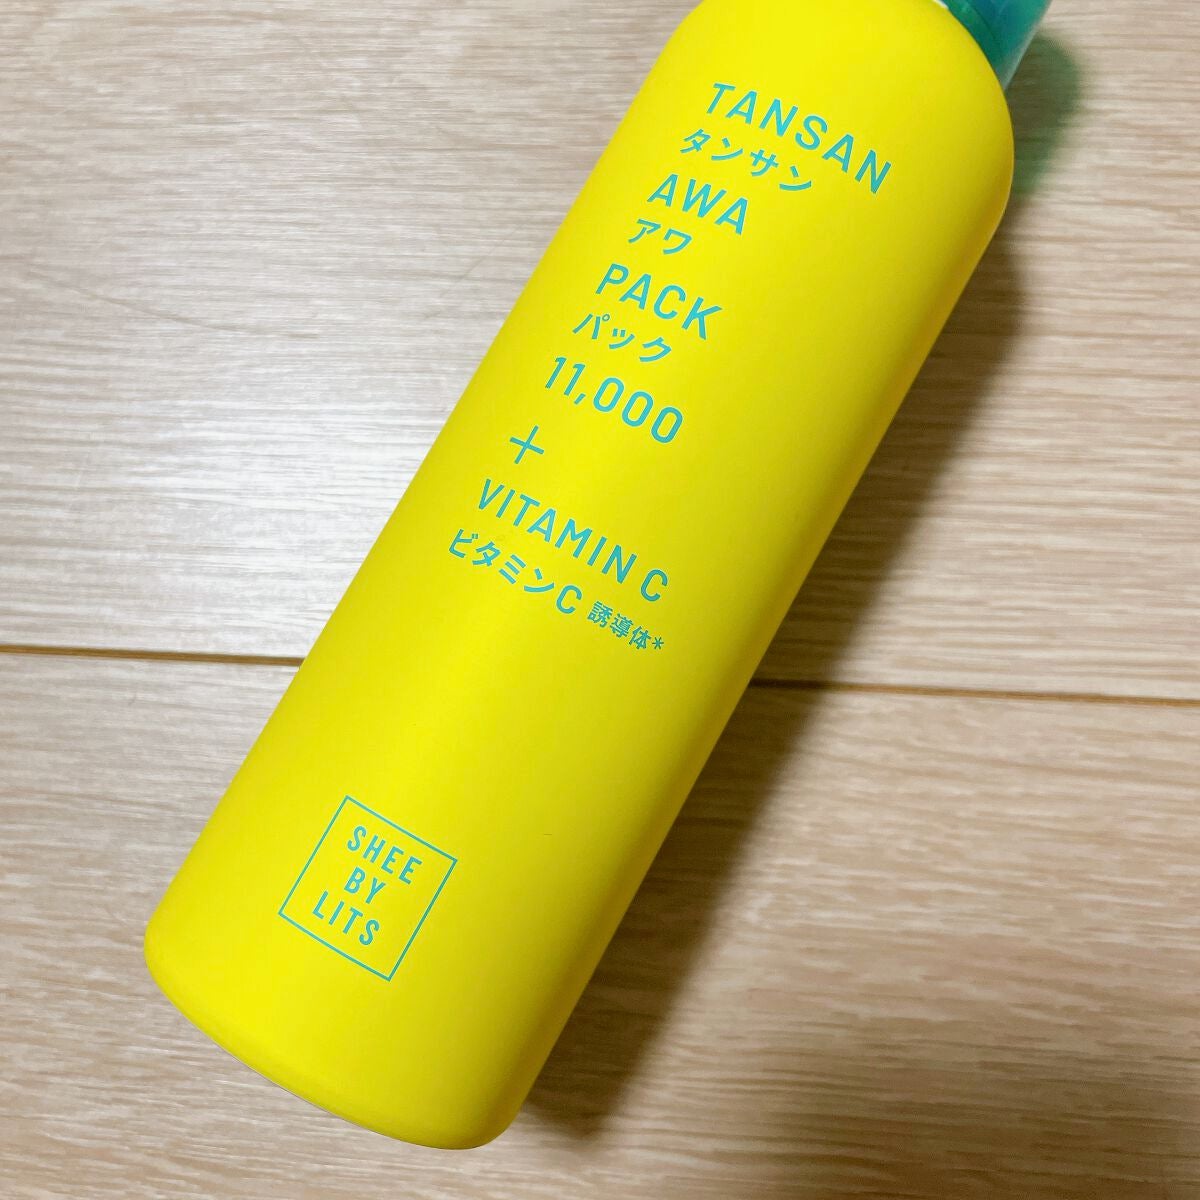 TANSAN
タンサン
AWA
アワ
PACK
パック
11,000
+
VITAMIN C
ビタミンC 誘導体*
SHEE
BY
LITS